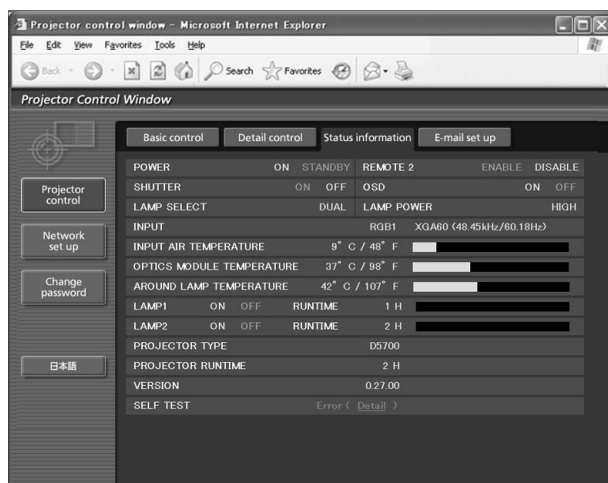 Projector control window - Microsoft Internet Explorer
File Edit View Favorites Tools Help
Back Search Favorites
Projector Control Window
Basic control Detail control Status information E-mail set up
Projector control
Network set up
Change password
日本語
POWER ON STANDBY REMOTE 2 ENABLE DISABLE
SHUTTER ON OFF OSD ON OFF
LAMP SELECT DUAL LAMP POWER HIGH
INPUT RGB1 XGA60 (48.45kHz/60.18Hz)
INPUT AIR TEMPERATURE 9° C / 48° F
OPTICS MODULE TEMPERATURE 37° C / 98° F
AROUND LAMP TEMPERATURE 42° C / 107° F
LAMP1 ON OFF RUNTIME 1 H
LAMP2 ON OFF RUNTIME 2 H
PROJECTOR TYPE D5700
PROJECTOR RUNTIME 2 H
VERSION 0.27.00
SELF TEST Error ( Detail )